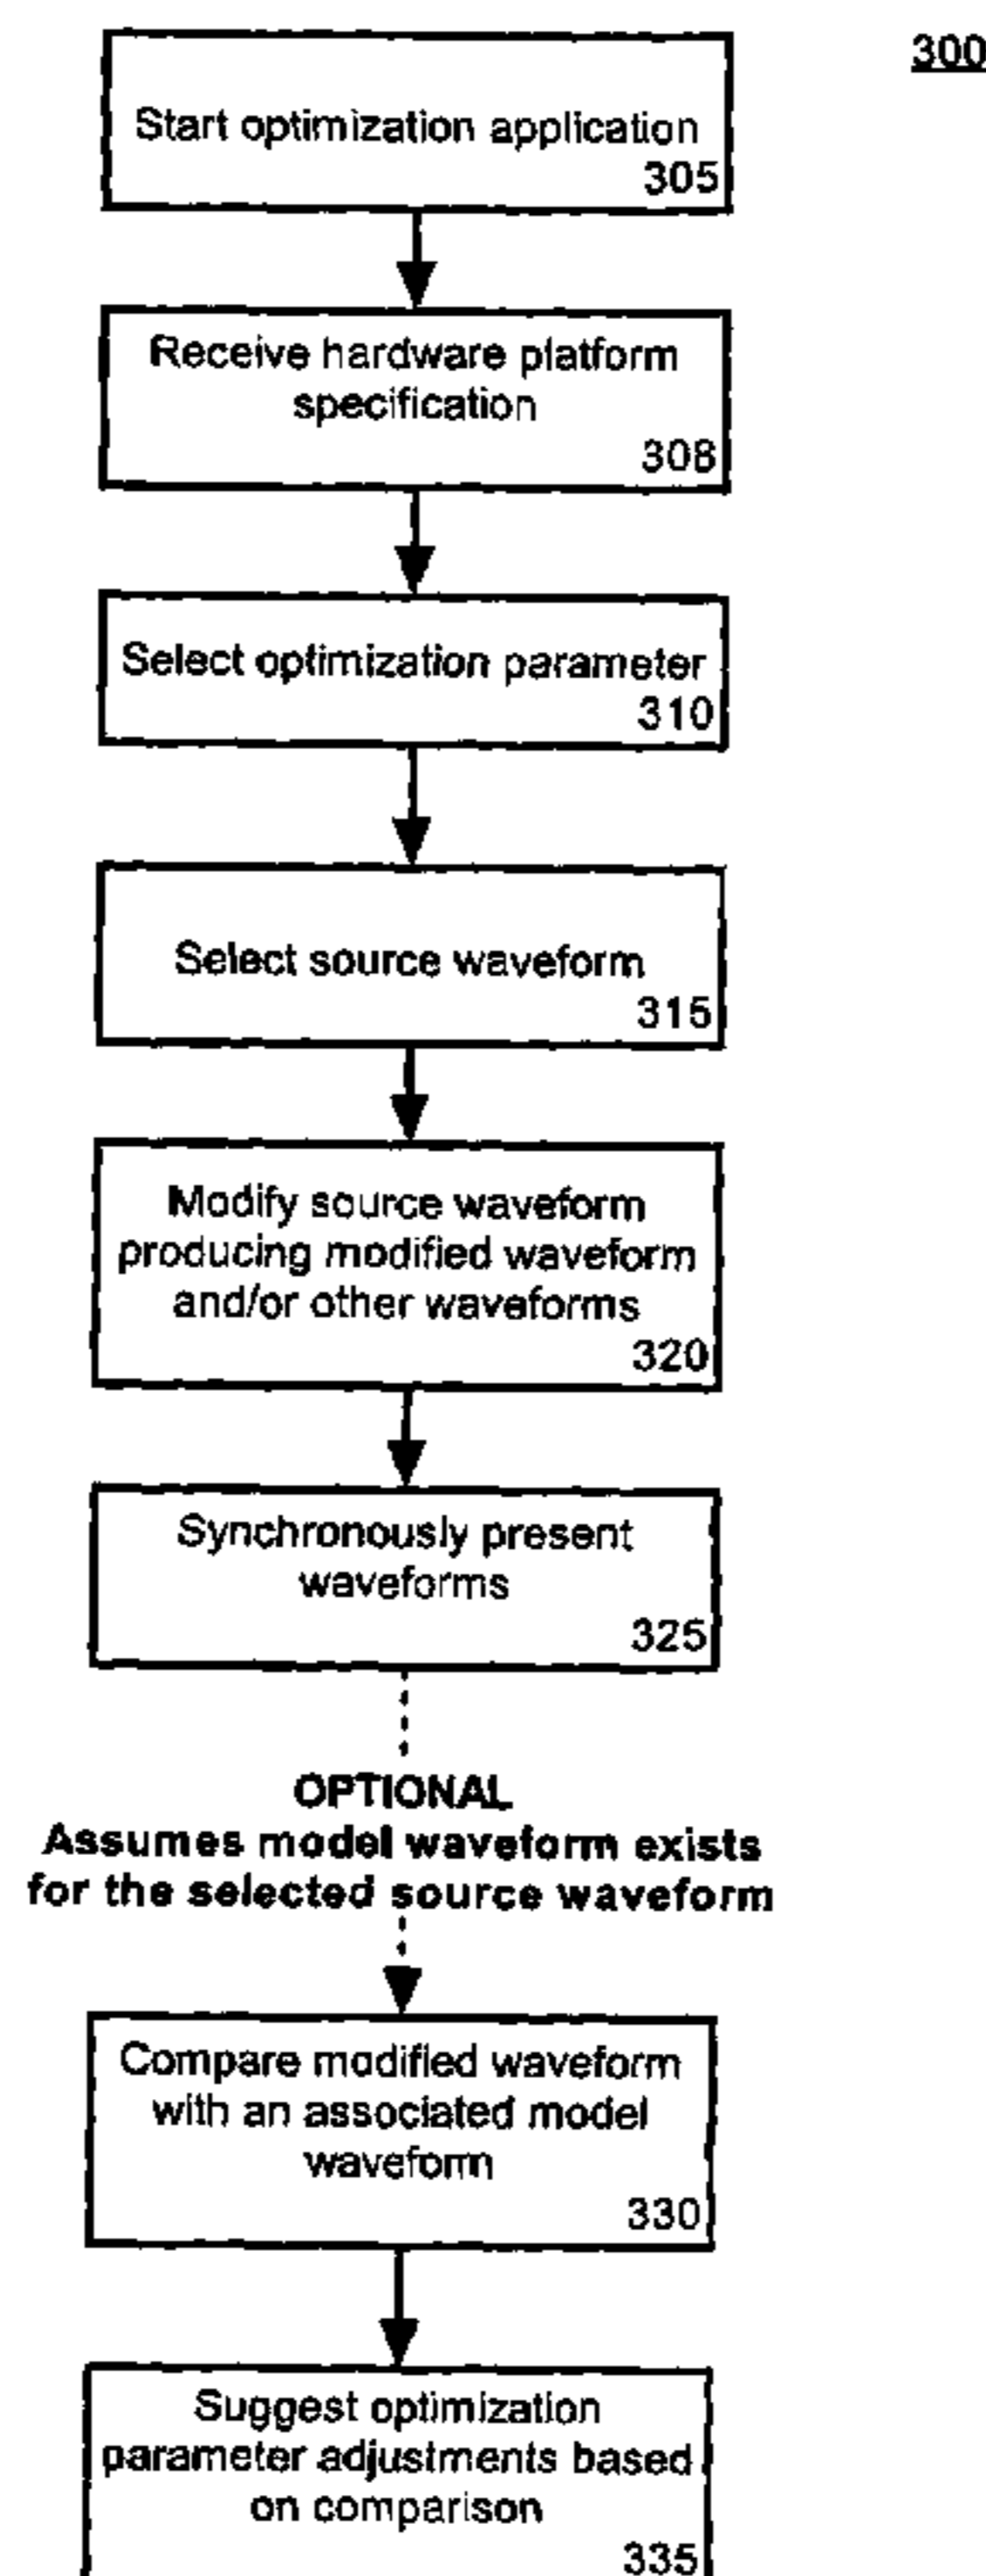 300
Start optimization application
305
Receive hardware platform
specification
308
Select optimization parameter
310
Select source waveform
315
Modify source waveform
producing modified waveform
and/or other waveforms
320
Synchronously present
waveforms
325
OPTIONAL
Assumes model waveform exists
for the selected source waveform
Compare modified waveform
with an associated model
waveform
330
Suggest optimization
parameter adjustments based
on comparison
335